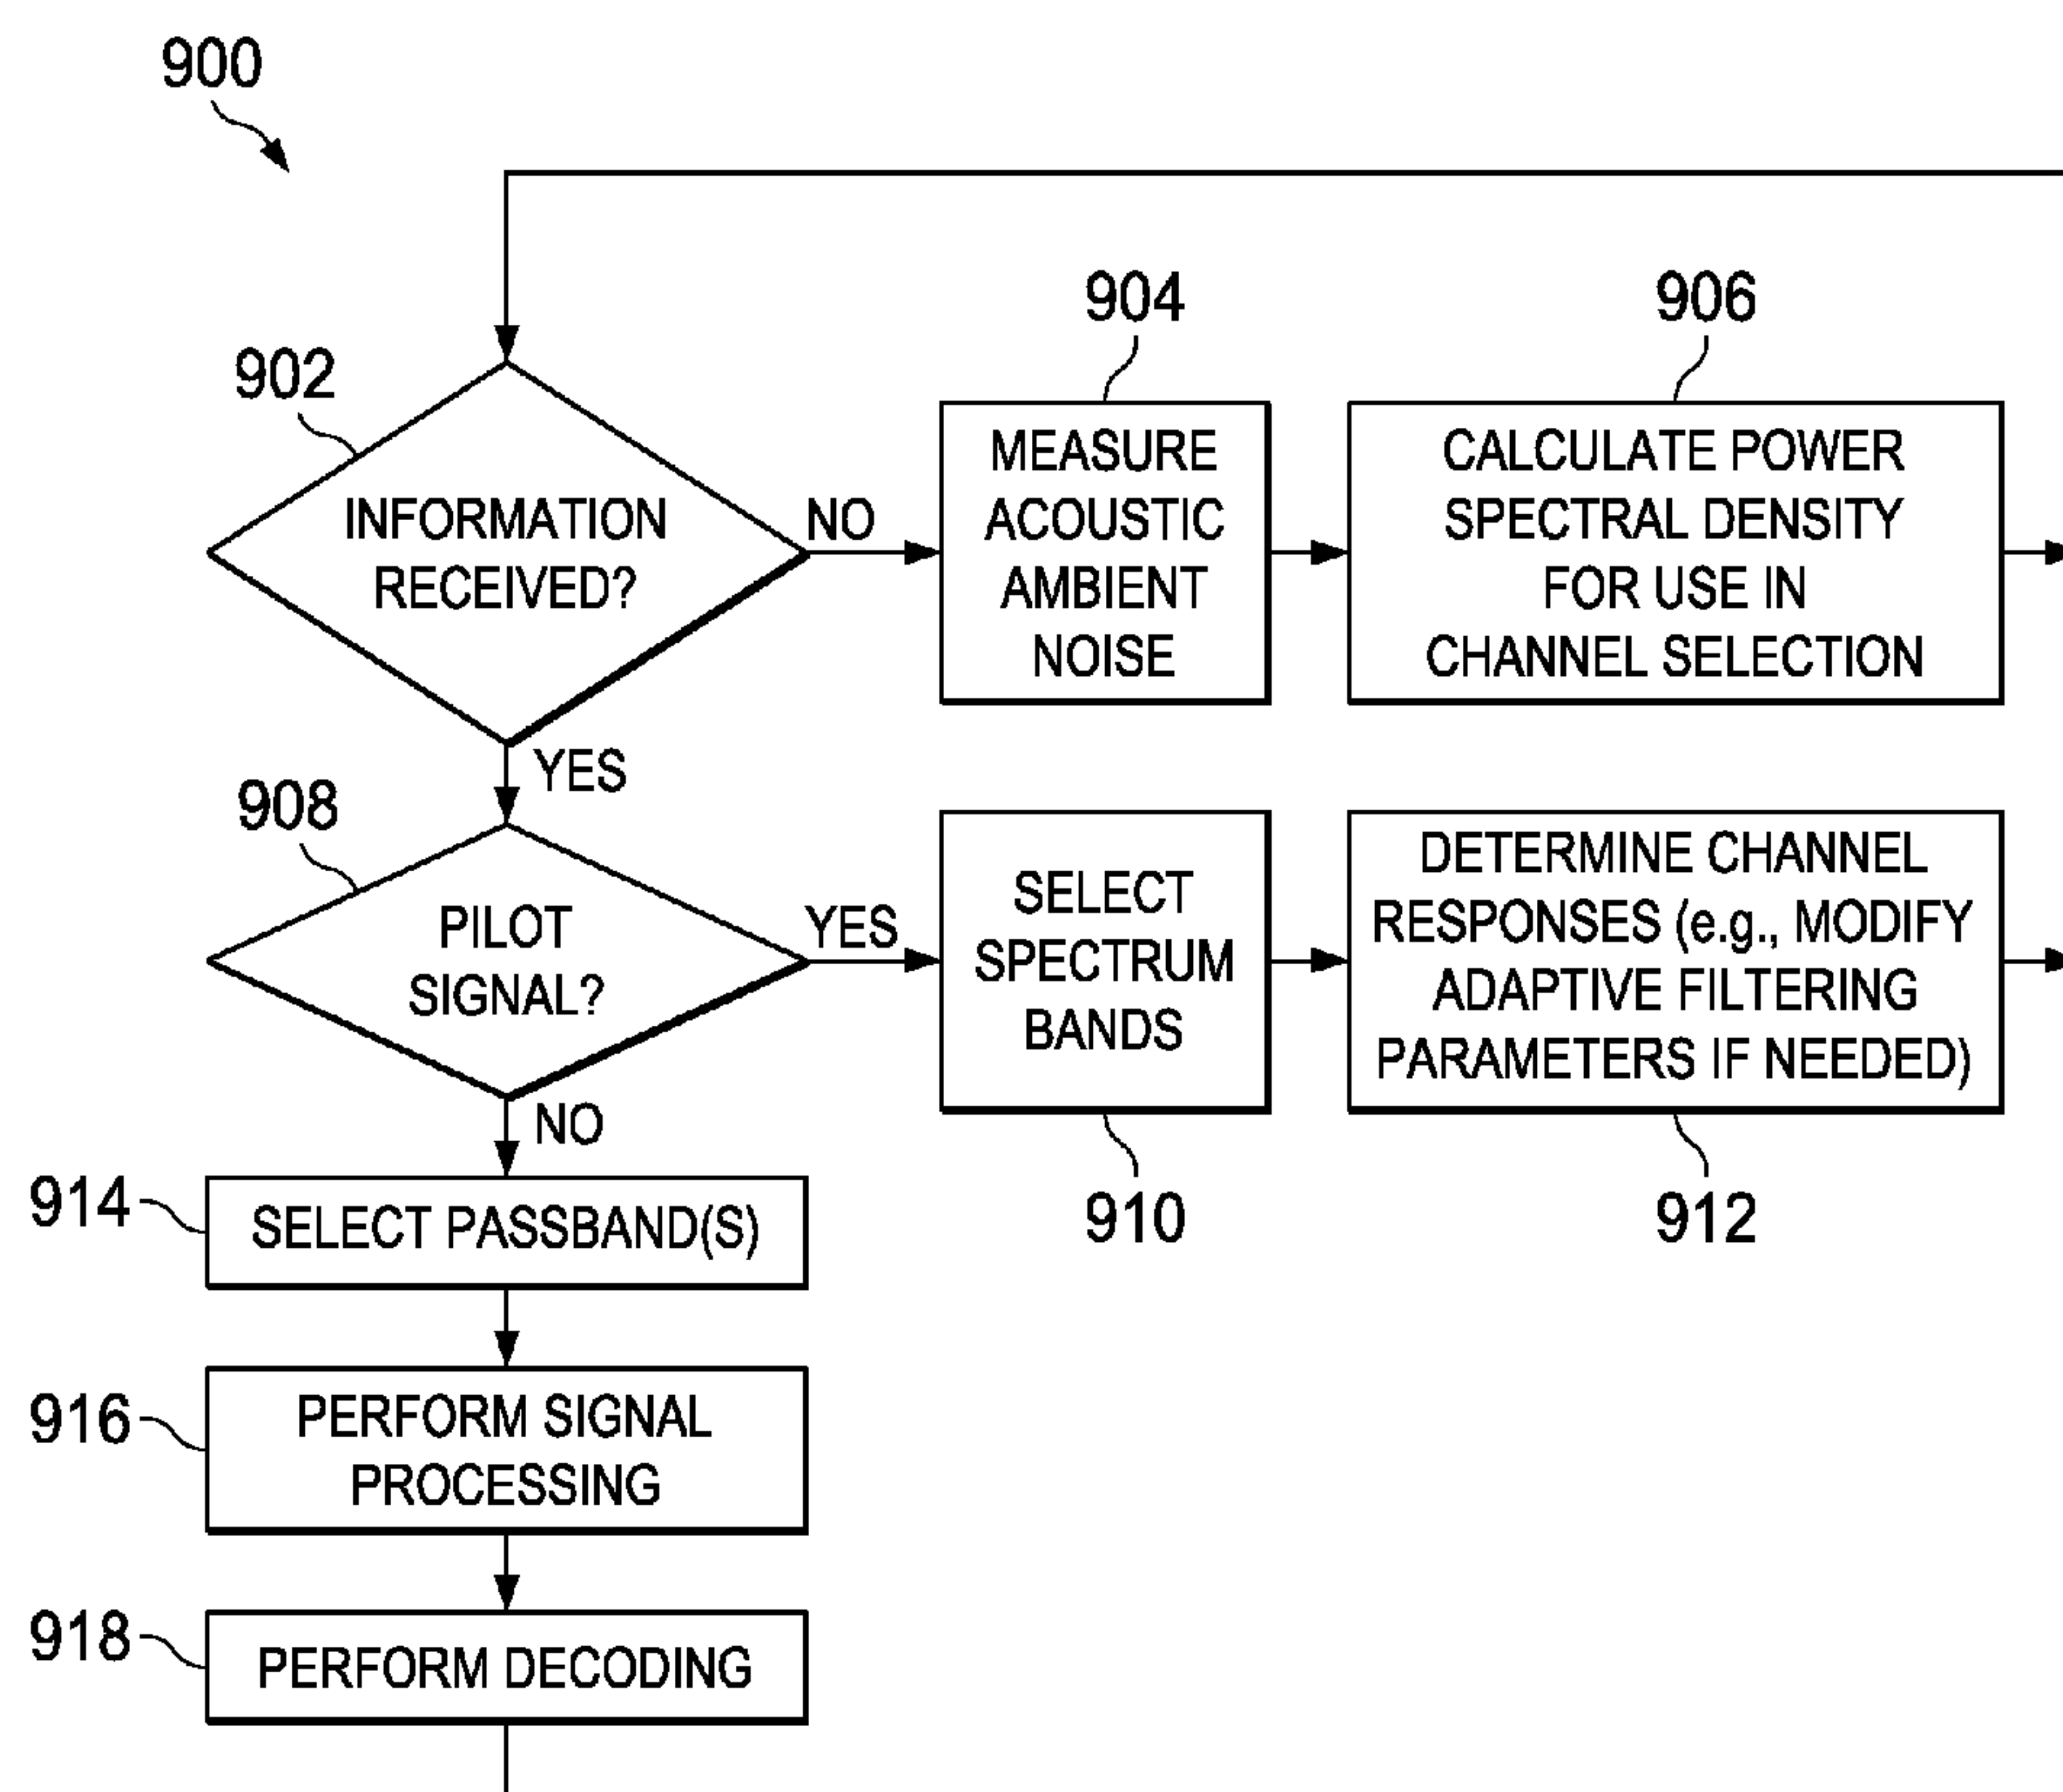 900
902
INFORMATION
RECEIVED?
NO
904
MEASURE
ACOUSTIC
AMBIENT
NOISE
906
CALCULATE POWER
SPECTRAL DENSITY
FOR USE IN
CHANNEL SELECTION
YES
908
PILOT
SIGNAL?
YES
SELECT
SPECTRUM
BANDS
910
DETERMINE CHANNEL
RESPONSES (e.g., MODIFY
ADAPTIVE FILTERING
PARAMETERS IF NEEDED)
912
NO
914
SELECT PASSBAND(S)
916
PERFORM SIGNAL
PROCESSING
918
PERFORM DECODING